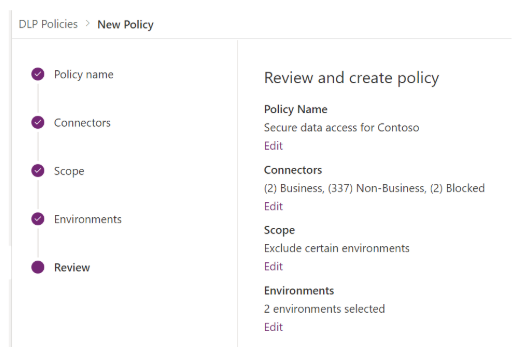 DLP Policies > New Policy
Policy name
Connectors
Scope
Environments
Review
Review and create policy
Policy Name
Secure data access for Contoso
Edit
Connectors
(2) Business, (337) Non-Business, (2) Blocked
Edit
Scope
Exclude certain environments
Edit
Environments
2 environments selected
Edit